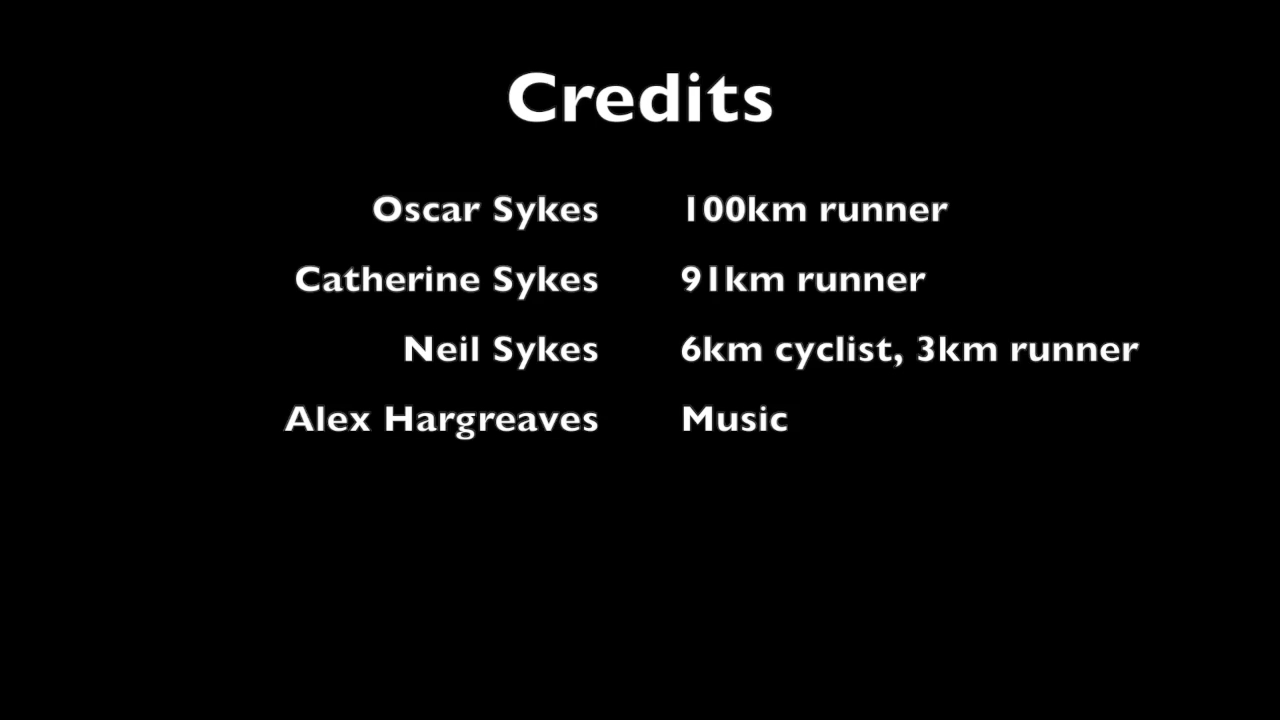 Credits
Oscar Sykes 100km runner
Catherine Sykes 91km runner
Neil Sykes 6km cyclist, 3km runner
Alex Hargreaves Music